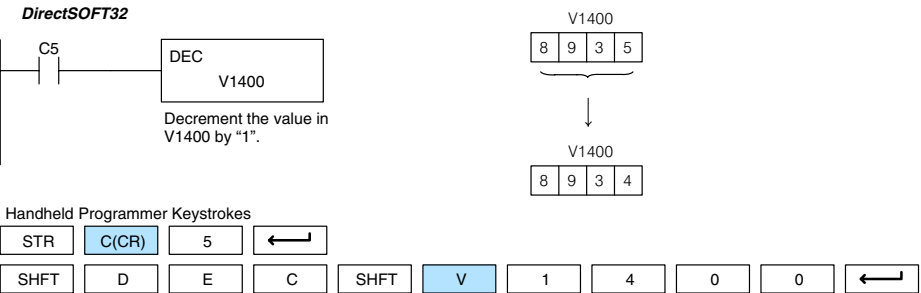 DirectSOFT32
C5
DEC
V1400
Decrement the value in
V1400 by “1”.
V1400
8 9 3 5
V1400
8 9 3 4
Handheld Programmer Keystrokes
STR C(CR) 5
SHFT D E C SHFT V 1 4 0 0